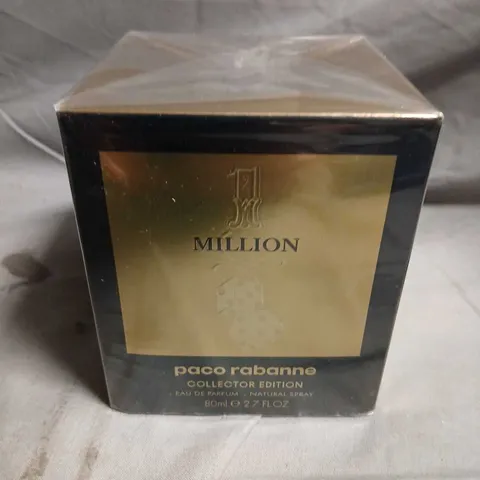 1
MILLION
paco rabanne
COLLECTOR EDITION
- EAU DE PARFUM - NATURAL SPRAY
80ml ℮ 2.7 FL OZ